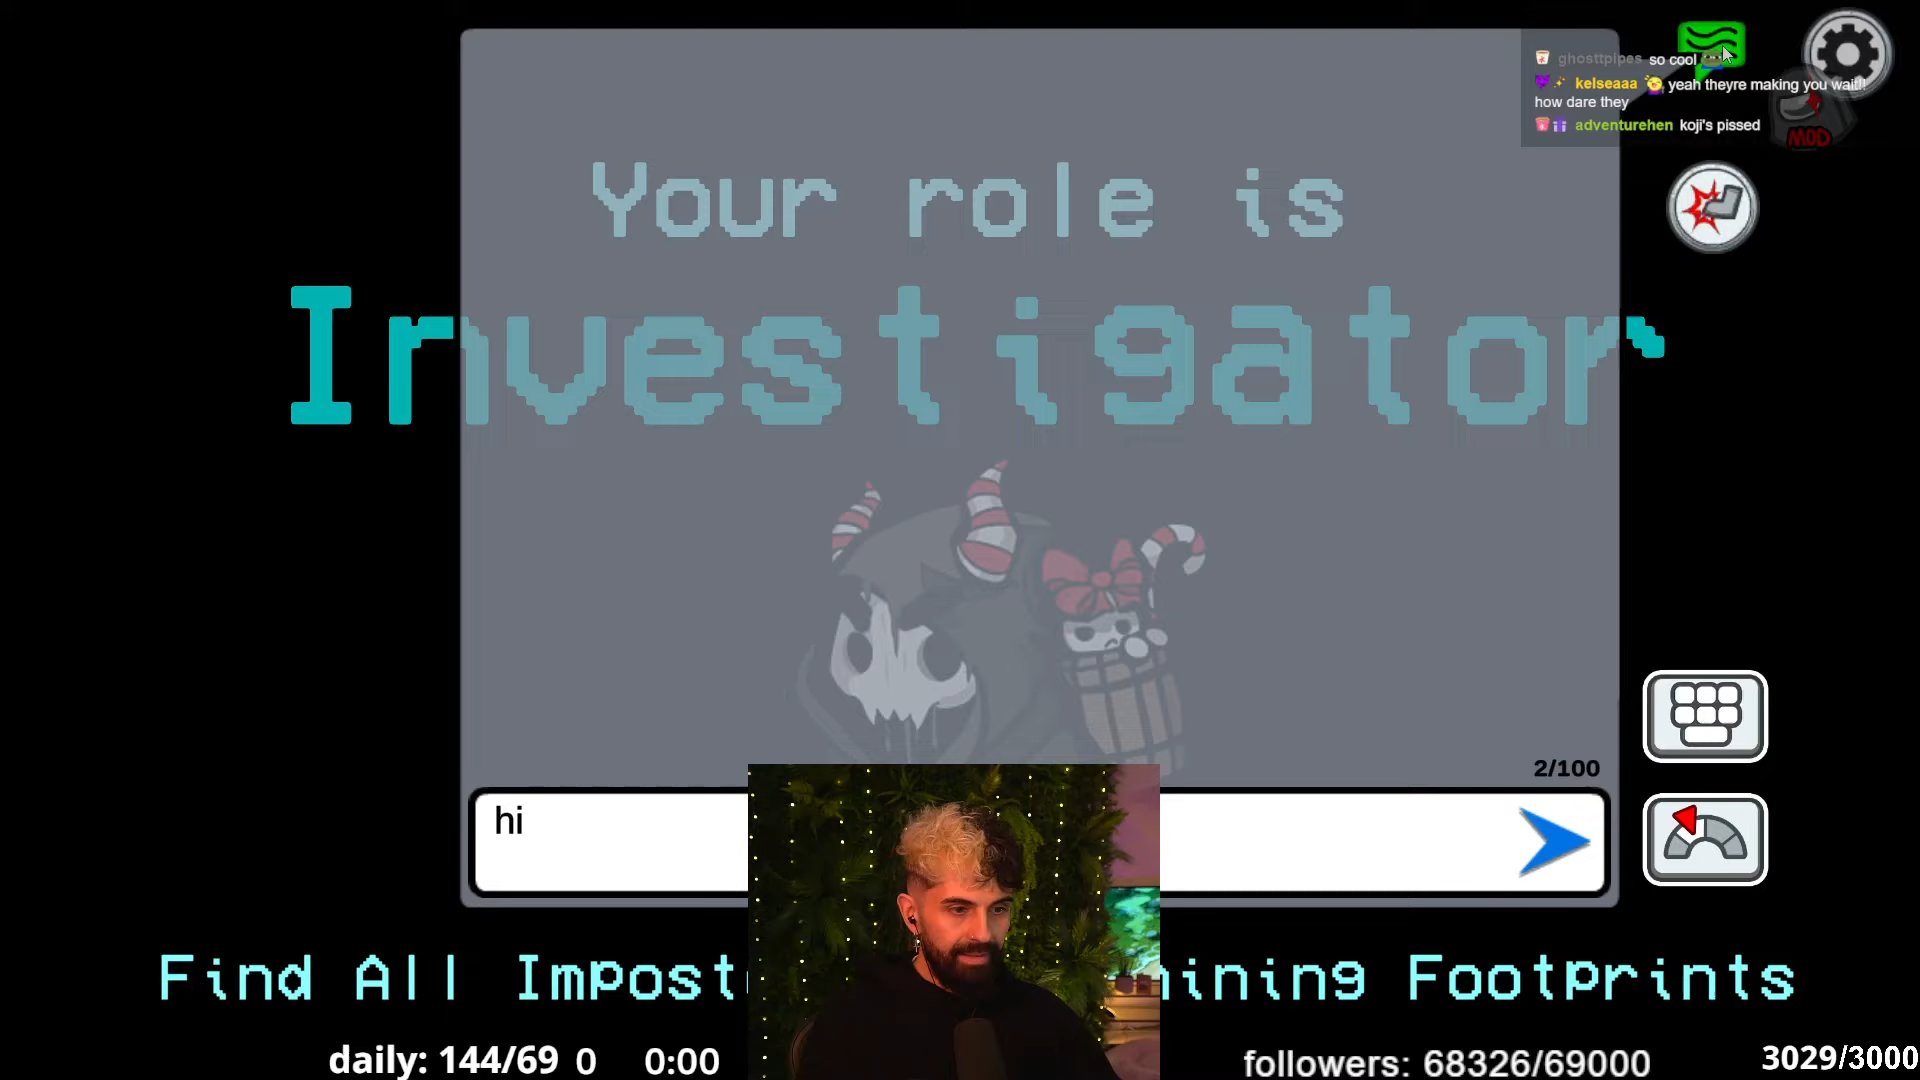 ghosttpipes so cool
kelseaaa yeah theyre making you wait!!
how dare they
adventurehen koji's pissed
MOD
Your role is
Investigator
2/100
hi
Find All Impost ining Footprints
daily: 144/69 0 0:00
followers: 68326/69000
3029/3000